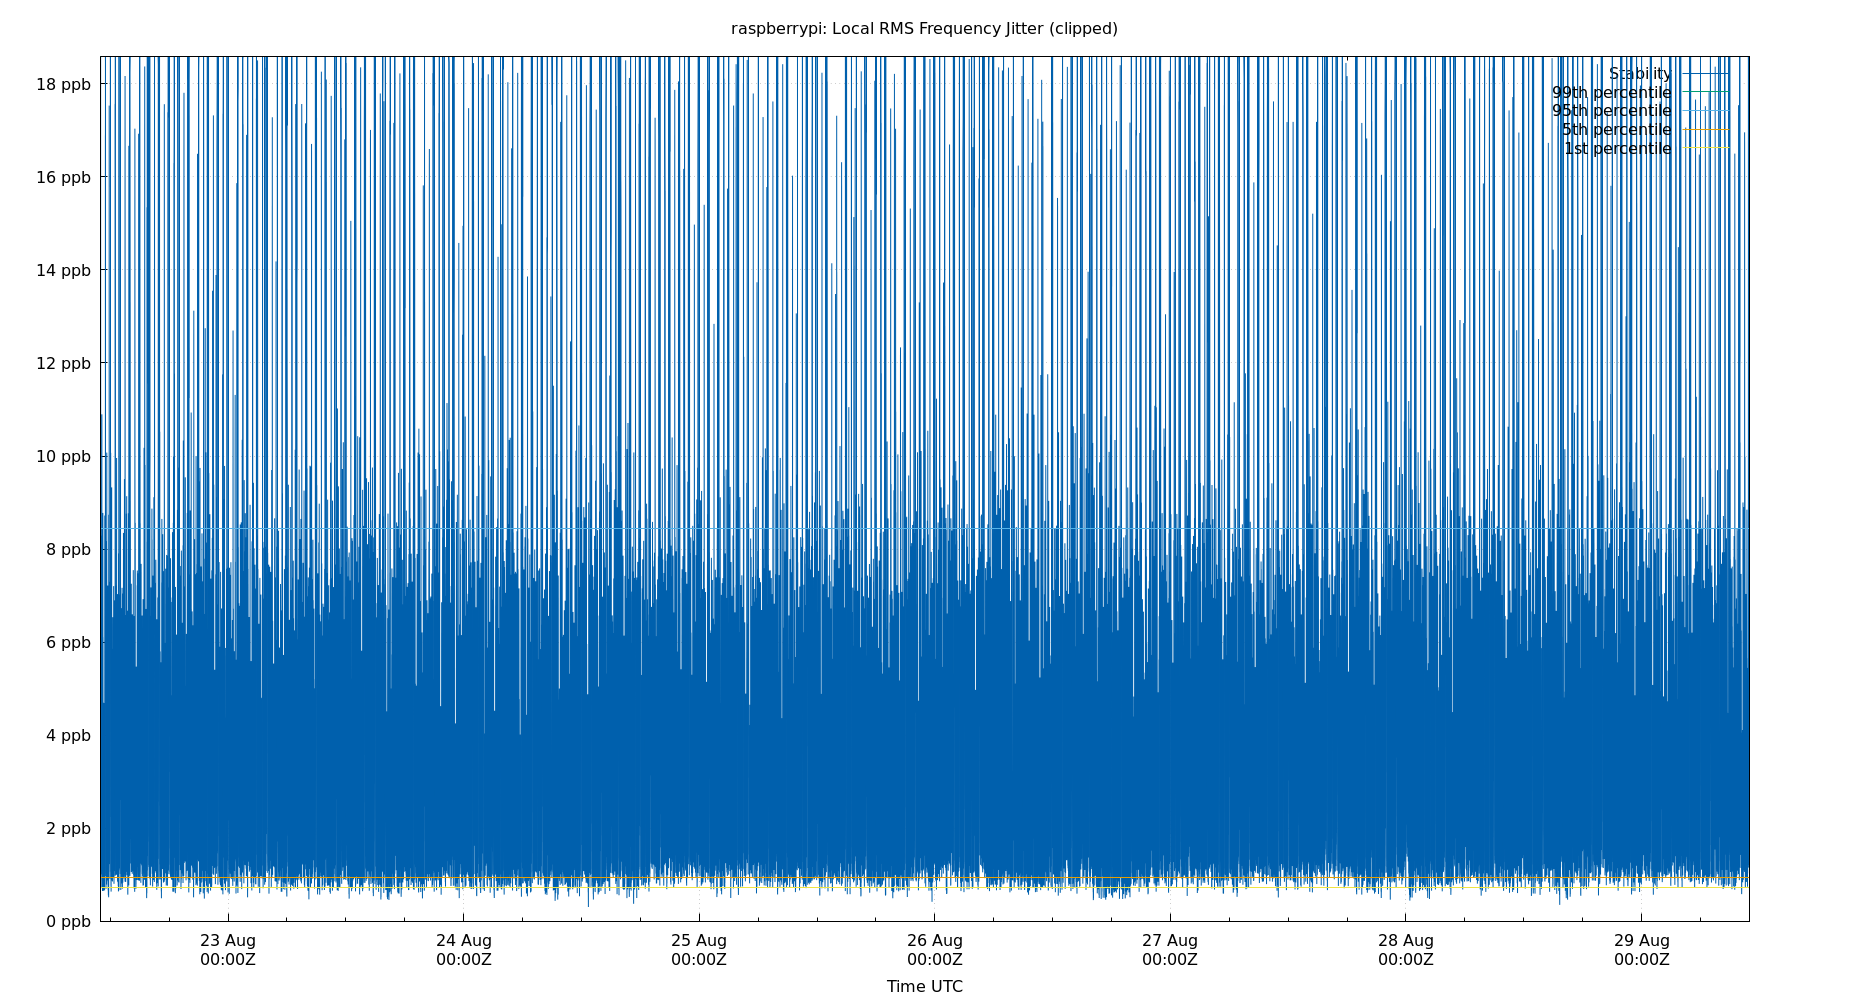 raspberrypi: Local RMS Frequency Jitter (clipped)
18 ppb
16 ppb
14 ppb
12 ppb
10 ppb
8 ppb
6 ppb
4 ppb
2 ppb
0 ppb
Stability
99th percentile
95th percentile
5th percentile
1st percentile
23 Aug
00:00Z
24 Aug
00:00Z
25 Aug
00:00Z
26 Aug
00:00Z
27 Aug
00:00Z
28 Aug
00:00Z
29 Aug
00:00Z
Time UTC